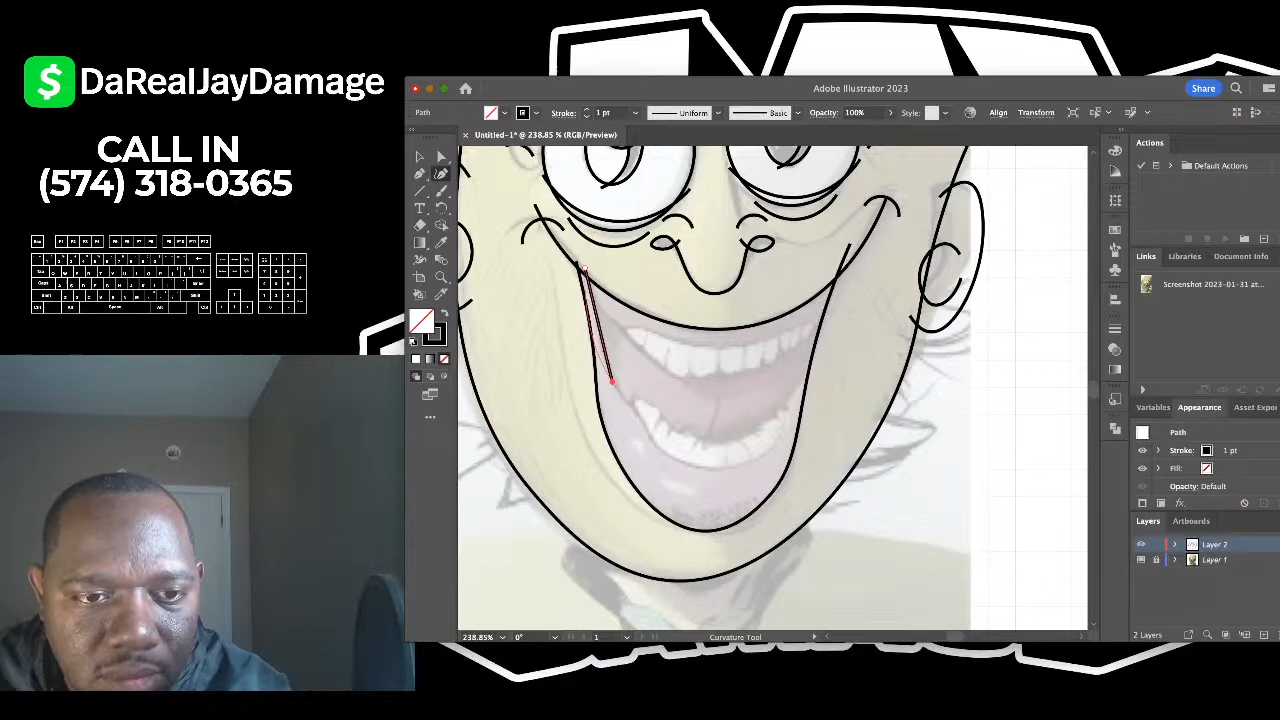 $ DaRealJayDamage
CALL IN
(574) 318-0365
Adobe Illustrator 2023
Share
Path
Stroke:
1 pt
Uniform
Basic
Opacity:
100%
Style:
Align
Transform
× Untitled-1* @ 238.85 % (RGB/Preview)
Actions
Default Actions
Links
Libraries
Document Info
Screenshot 2023-01-31 at...
Variables
Appearance
Asset Export
Path
Stroke:
1 pt
Fill:
Opacity: Default
fx
Layers
Artboards
Layer 2
Layer 1
238.85%
0°
1
Curvature Tool
2 Layers